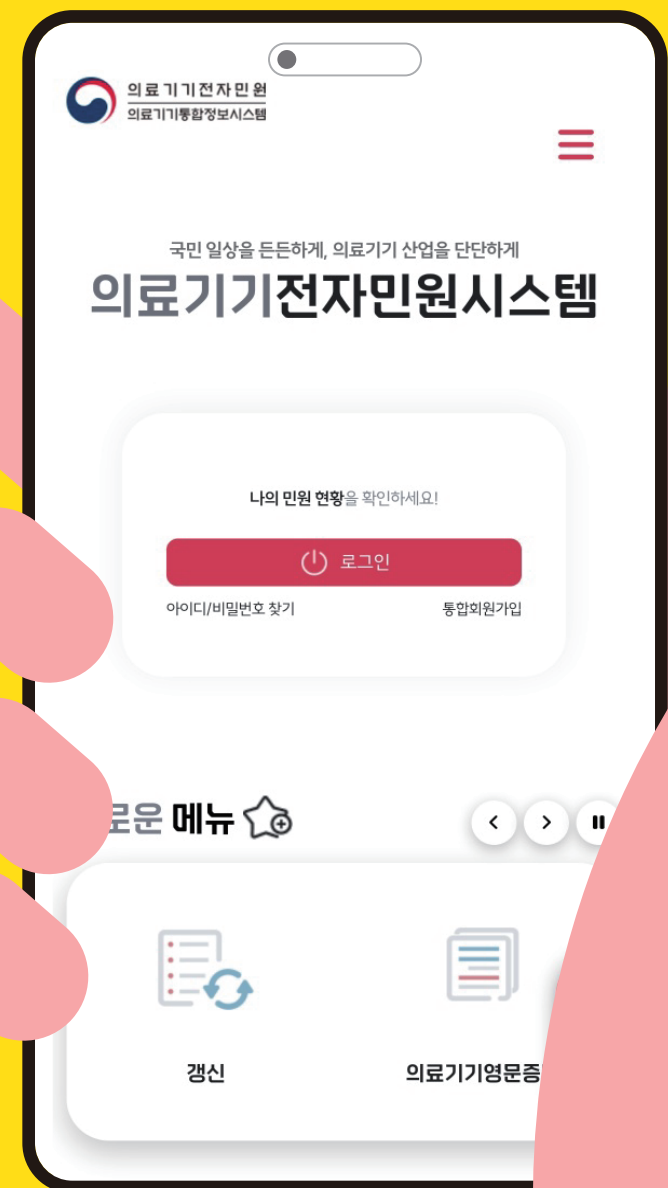 의료기기전자민원
의료기기통합정보시스템
국민 일상을 든든하게, 의료기기 산업을 단단하게
의료기기전자민원시스템
나의 민원 현황을 확인하세요!
로그인
아이디/비밀번호 찾기 통합회원가입
로운 메뉴
갱신 의료기기영문증